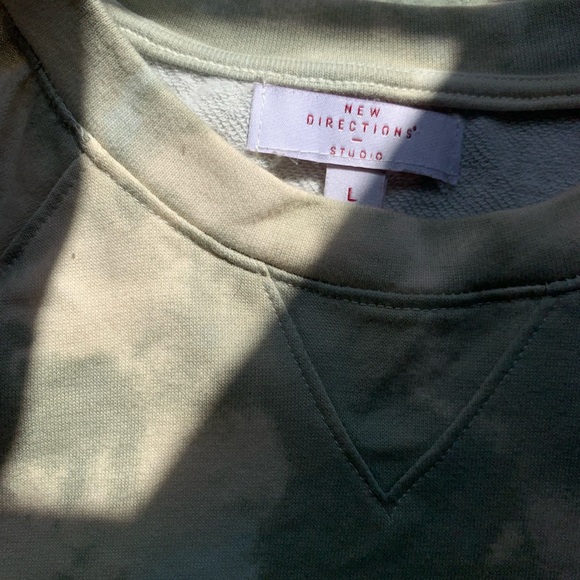 NEW
DIRECTIONS®
—
STUDIO
L